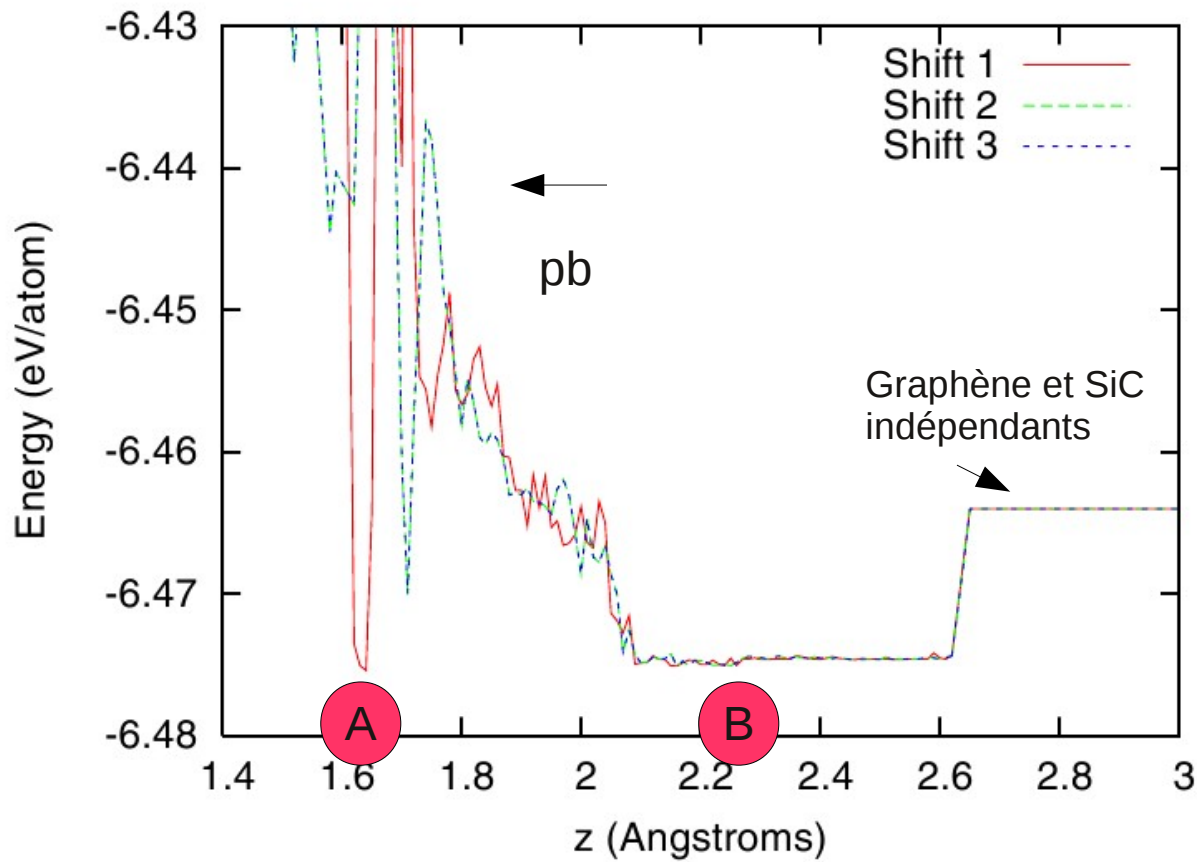 -6.43
Shift 1
Shift 2
Shift 3
-6.44
pb
-6.45
Energy (eV/atom)
Graphène et SiC
indépendants
-6.46
-6.47
A
B
-6.48
1.4 1.6 1.8 2 2.2 2.4 2.6 2.8 3
z (Angstroms)